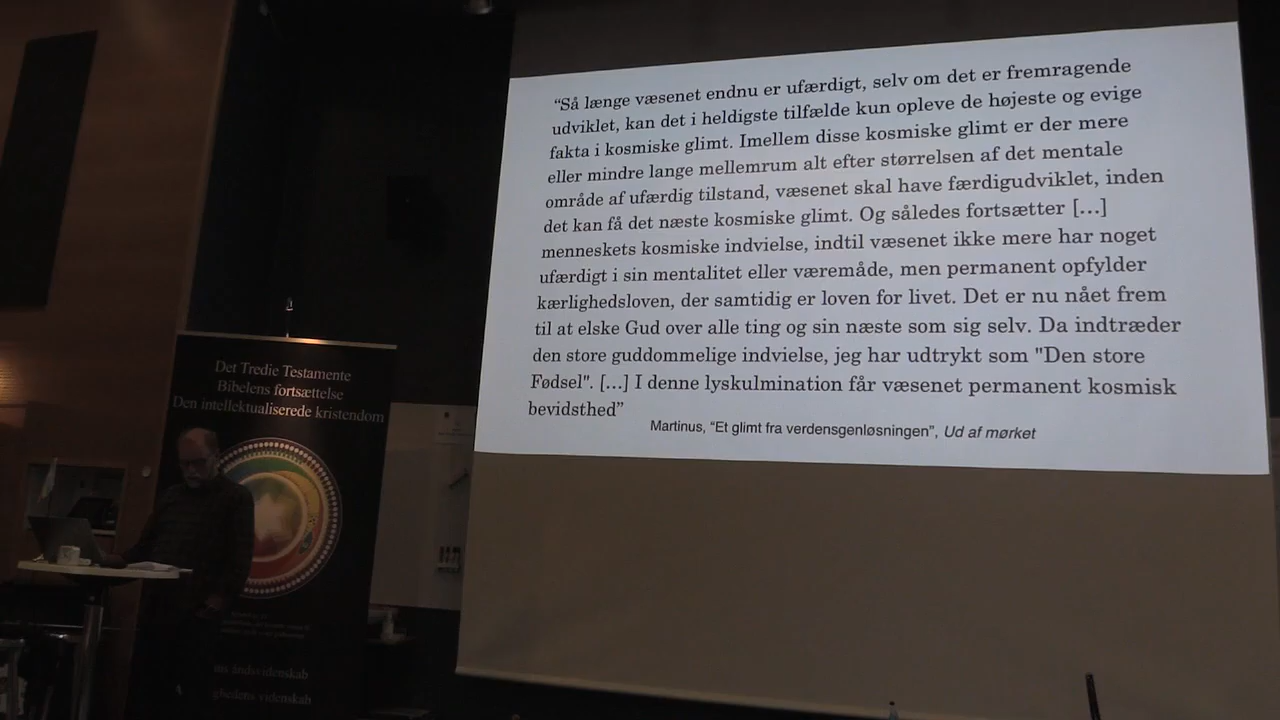 “Så længe væsenet endnu er ufærdigt, selv om det er fremragende
udviklet, kan det i heldigste tilfælde kun opleve de højeste og evige
fakta i kosmiske glimt. Imellem disse kosmiske glimt er der mere
eller mindre lange mellemrum alt efter størrelsen af det mentale
område af ufærdig tilstand, væsenet skal have færdigudviklet, inden
det kan få det næste kosmiske glimt. Og således fortsætter [...]
menneskets kosmiske indvielse, indtil væsenet ikke mere har noget
ufærdigt i sin mentalitet eller væremåde, men permanent opfylder
kærlighedsloven, der samtidig er loven for livet. Det er nu nået frem
til at elske Gud over alle ting og sin næste som sig selv. Da indtræder
den store guddommelige indvielse, jeg har udtrykt som "Den store
Fødsel". [...] I denne lyskulmination får væsenet permanent kosmisk
bevidsthed”
Martinus, “Et glimt fra verdensgenløsningen”, Ud af mørket
Det Tredie Testamente
Bibelens fortsættelse
Den intellektualiserede kristendom
åndsvidenskab
videnskab